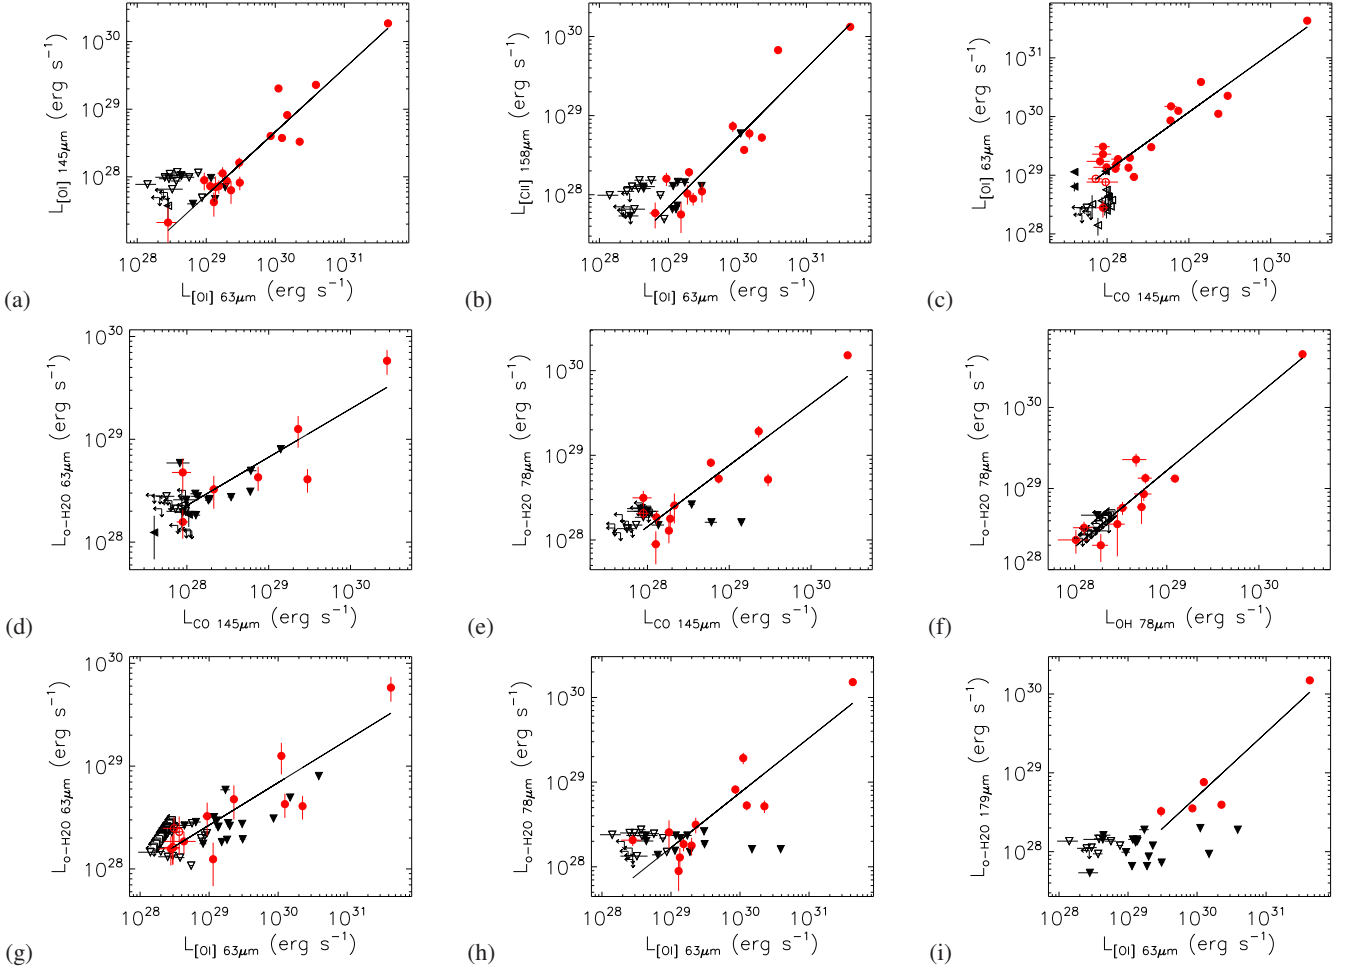 10^30
10^29
10^28
L[OI] 145μm (erg s^-1)
10^28 10^29 10^30 10^31
L[OI] 63μm (erg s^-1)
(a)
10^30
10^29
10^28
L[CII] 158μm (erg s^-1)
10^28 10^29 10^30 10^31
L[OI] 63μm (erg s^-1)
(b)
10^31
10^30
10^29
10^28
L[OI] 63μm (erg s^-1)
10^28 10^29 10^30
LCO 145μm (erg s^-1)
(c)
10^30
10^29
10^28
Lo-H2O 63μm (erg s^-1)
10^28 10^29 10^30
LCO 145μm (erg s^-1)
(d)
10^30
10^29
10^28
Lo-H2O 78μm (erg s^-1)
10^28 10^29 10^30
LCO 145μm (erg s^-1)
(e)
10^30
10^29
10^28
Lo-H2O 78μm (erg s^-1)
10^28 10^29 10^30
LOH 78μm (erg s^-1)
(f)
10^30
10^29
10^28
Lo-H2O 63μm (erg s^-1)
10^28 10^29 10^30 10^31
L[OI] 63μm (erg s^-1)
(g)
10^30
10^29
10^28
Lo-H2O 78μm (erg s^-1)
10^28 10^29 10^30 10^31
L[OI] 63μm (erg s^-1)
(h)
10^30
10^29
10^28
Lo-H2O 179μm (erg s^-1)
10^28 10^29 10^30 10^31
L[OI] 63μm (erg s^-1)
(i)